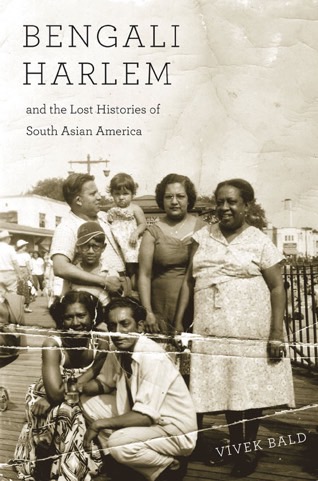 BENGALI
HARLEM
and the Lost Histories of
South Asian America
VIVEK BALD